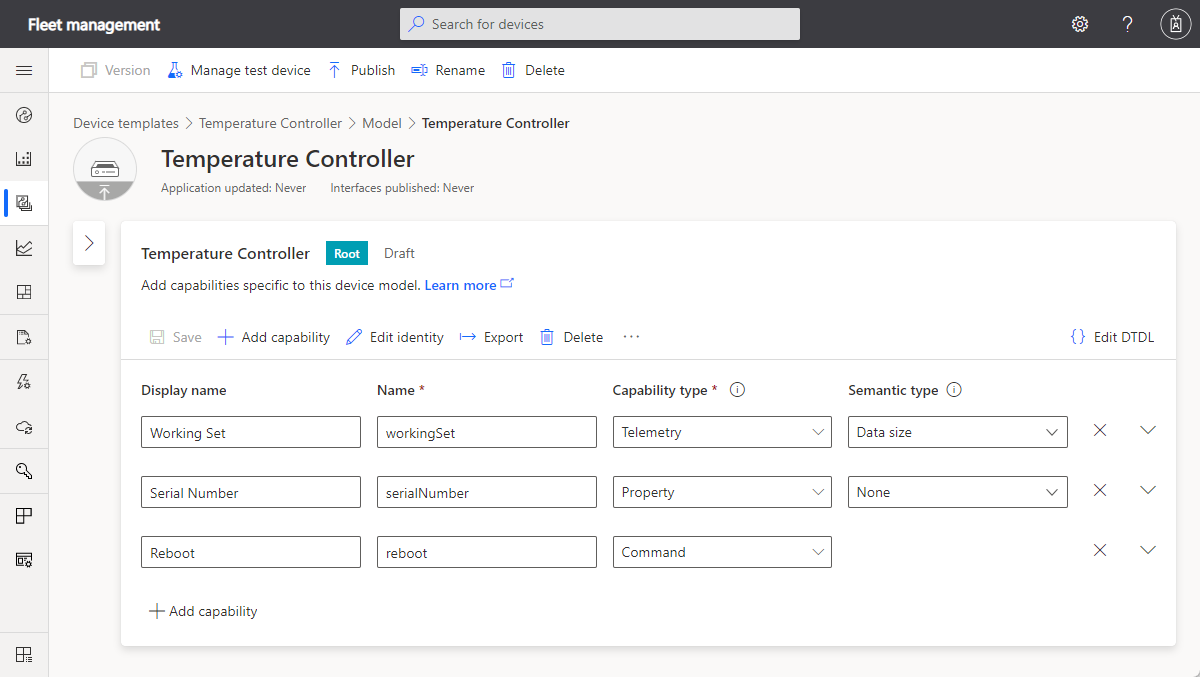 Fleet management
Search for devices
Version Manage test device Publish Rename Delete
Device templates > Temperature Controller > Model > Temperature Controller
Temperature Controller
Application updated: Never Interfaces published: Never
Temperature Controller Root Draft
Add capabilities specific to this device model. Learn more
Save Add capability Edit identity Export Delete ... Edit DTDL
Display name Name * Capability type * Semantic type
Working Set workingSet Telemetry Data size
Serial Number serialNumber Property None
Reboot reboot Command
Add capability